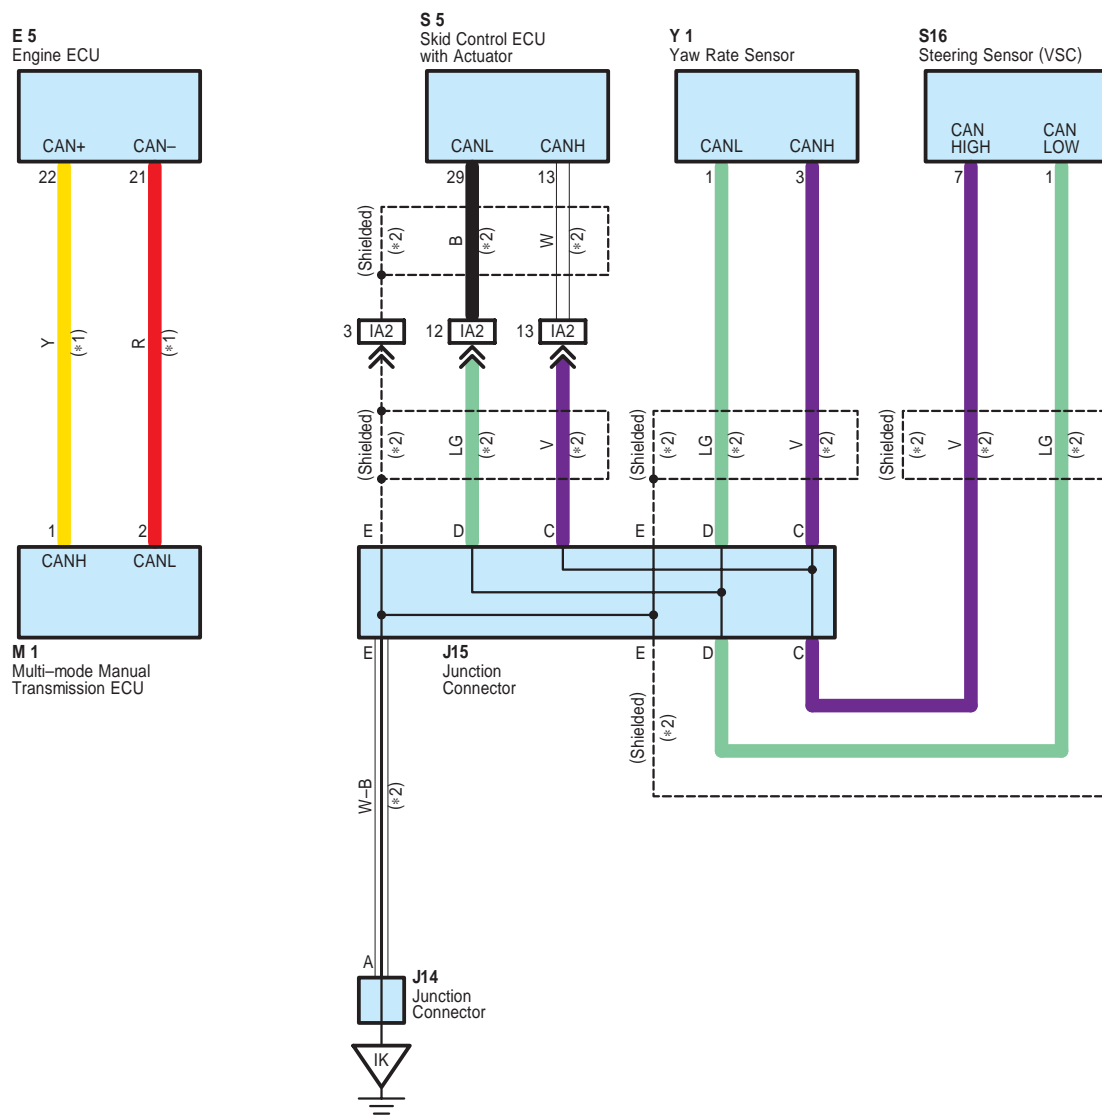 E 5
Engine ECU
S 5
Skid Control ECU
with Actuator
Y 1
Yaw Rate Sensor
S16
Steering Sensor (VSC)
CAN+
CAN–
CANL
CANH
CANL
CANH
CAN
HIGH
CAN
LOW
22
21
29
13
1
3
7
1
(Shielded)
(*2)
B
(*2)
W
(*2)
3
IA2
12
IA2
13
IA2
Y
(*1)
R
(*1)
(Shielded)
(*2)
LG
(*2)
V
(*2)
(Shielded)
(*2)
LG
(*2)
V
(*2)
(Shielded)
(*2)
V
(*2)
LG
(*2)
1
2
E
D
C
E
D
C
CANH
CANL
M 1
Multi–mode Manual
Transmission ECU
E
J15
Junction
Connector
E
D
C
(Shielded)
(*2)
W–B
(*2)
A
J14
Junction
Connector
IK